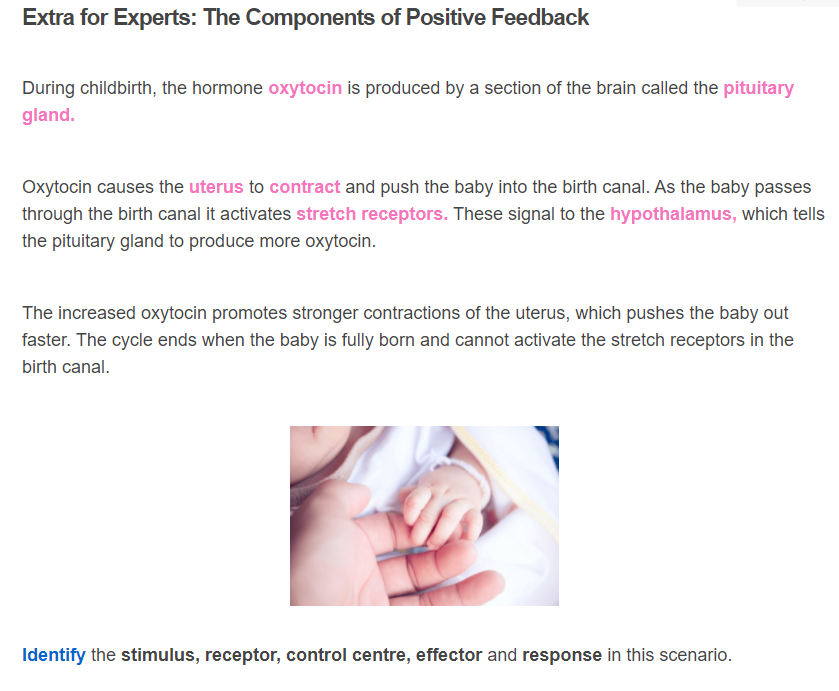 Extra for Experts: The Components of Positive Feedback
During childbirth, the hormone oxytocin is produced by a section of the brain called the pituitary
gland.
Oxytocin causes the uterus to contract and push the baby into the birth canal. As the baby passes
through the birth canal it activates stretch receptors. These signal to the hypothalamus, which tells
the pituitary gland to produce more oxytocin.
The increased oxytocin promotes stronger contractions of the uterus, which pushes the baby out
faster. The cycle ends when the baby is fully born and cannot activate the stretch receptors in the
birth canal.
Identify the stimulus, receptor, control centre, effector and response in this scenario.